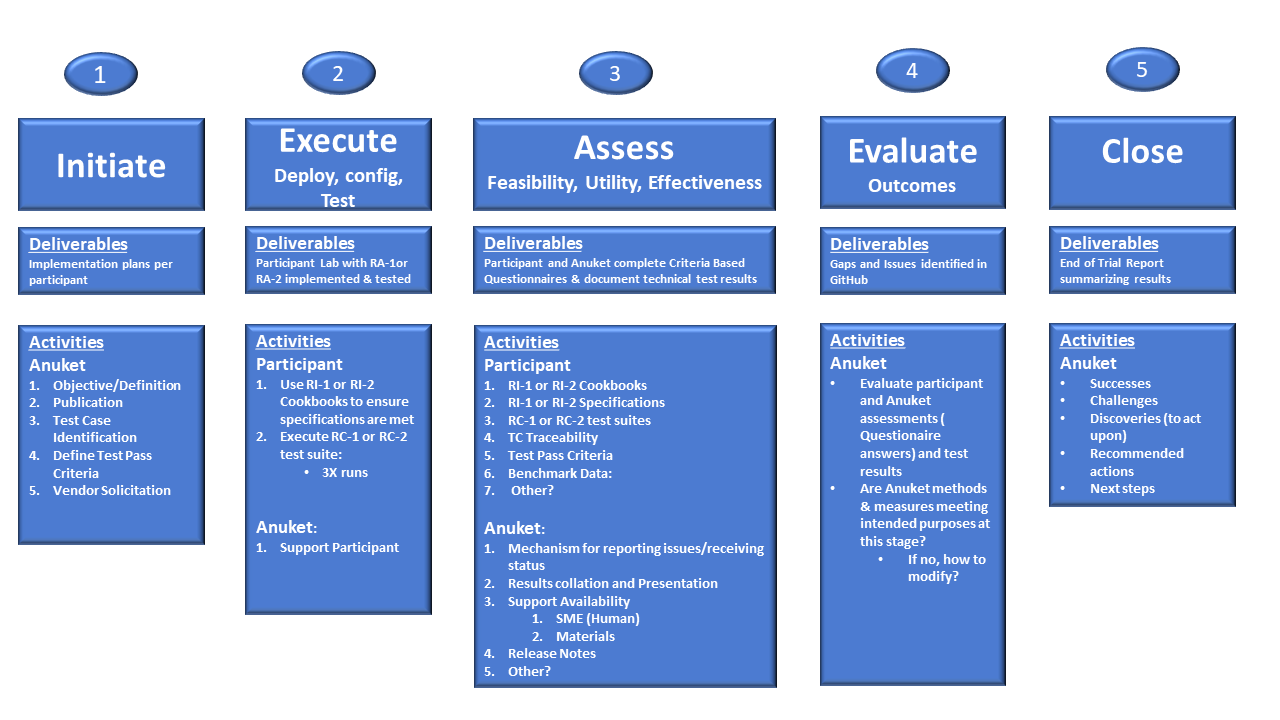 1
Initiate
Deliverables
Implementation plans per
participant
Activities
Anuket
1. Objective/Definition
2. Publication
3. Test Case
Identification
4. Define Test Pass
Criteria
5. Vendor Solicitation
2
Execute
Deploy, config,
Test
Deliverables
Participant Lab with RA-1or
RA-2 implemented & tested
Activities
Participant
1. Use RI-1 or RI-2
Cookbooks to ensure
specifications are met
2. Execute RC-1 or RC-2
test suite:
• 3X runs
Anuket:
1. Support Participant
3
Assess
Feasibility, Utility, Effectiveness
Deliverables
Participant and Anuket complete Criteria Based
Questionnaires & document technical test results
Activities
Participant
1. RI-1 or RI-2 Cookbooks
2. RI-1 or RI-2 Specifications
3. RC-1 or RC-2 test suites
4. TC Traceability
5. Test Pass Criteria
6. Benchmark Data:
7. Other?
Anuket:
1. Mechanism for reporting issues/receiving
status
2. Results collation and Presentation
3. Support Availability
1. SME (Human)
2. Materials
4. Release Notes
5. Other?
4
Evaluate
Outcomes
Deliverables
Gaps and Issues identified in
GitHub
Activities
Anuket
• Evaluate participant
and Anuket
assessments (
Questionaire
answers) and test
results
• Are Anuket methods
& measures meeting
intended purposes at
this stage?
• If no, how to
modify?
5
Close
Deliverables
End of Trial Report
summarizing results
Activities
Anuket
• Successes
• Challenges
• Discoveries (to act
upon)
• Recommended
actions
• Next steps